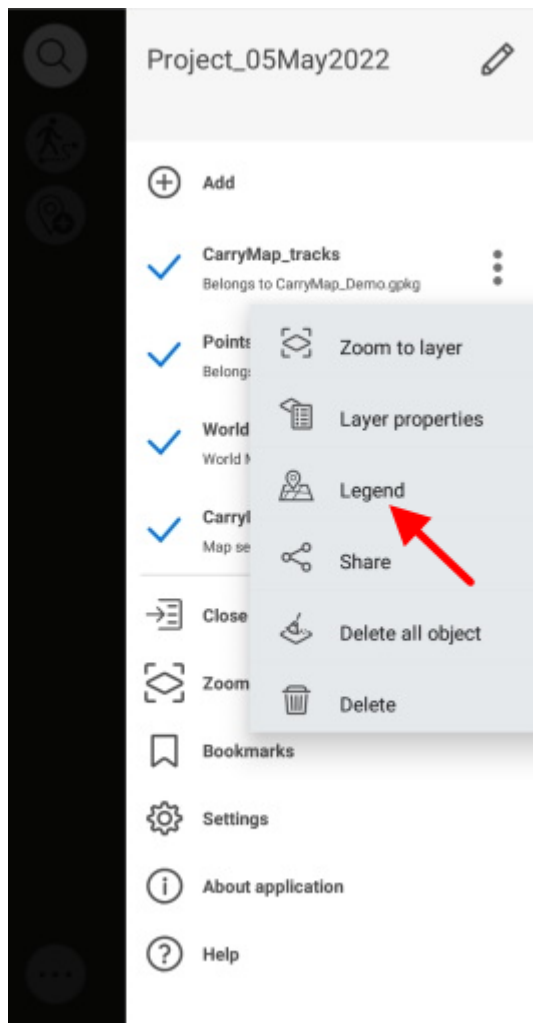 Project_05May2022
Add
CarryMap_tracks
Belongs to CarryMap_Demo.gpkg
Points
Zoom to layer
Belong
Layer properties
World
World
Legend
Carry
Map se
Share
Close
Delete all object
Zoom
Delete
Bookmarks
Settings
About application
Help